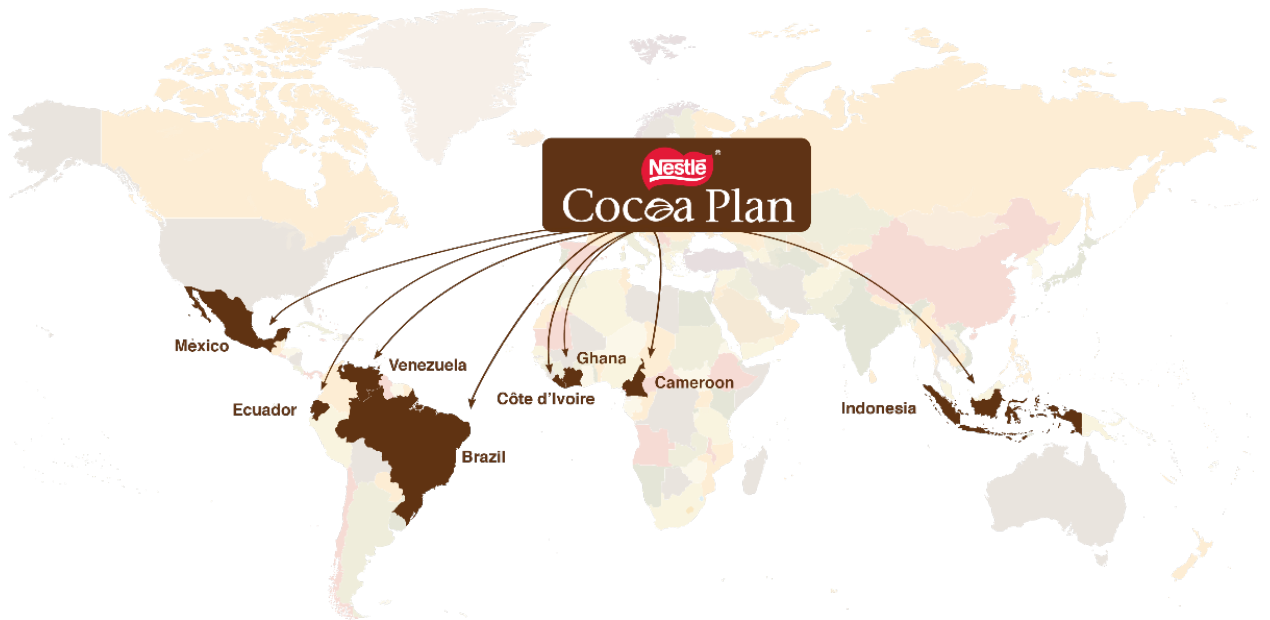 Nestlé®
Cocoa Plan
México
Venezuela
Ecuador
Brazil
Ghana
Côte d'Ivoire
Cameroon
Indonesia